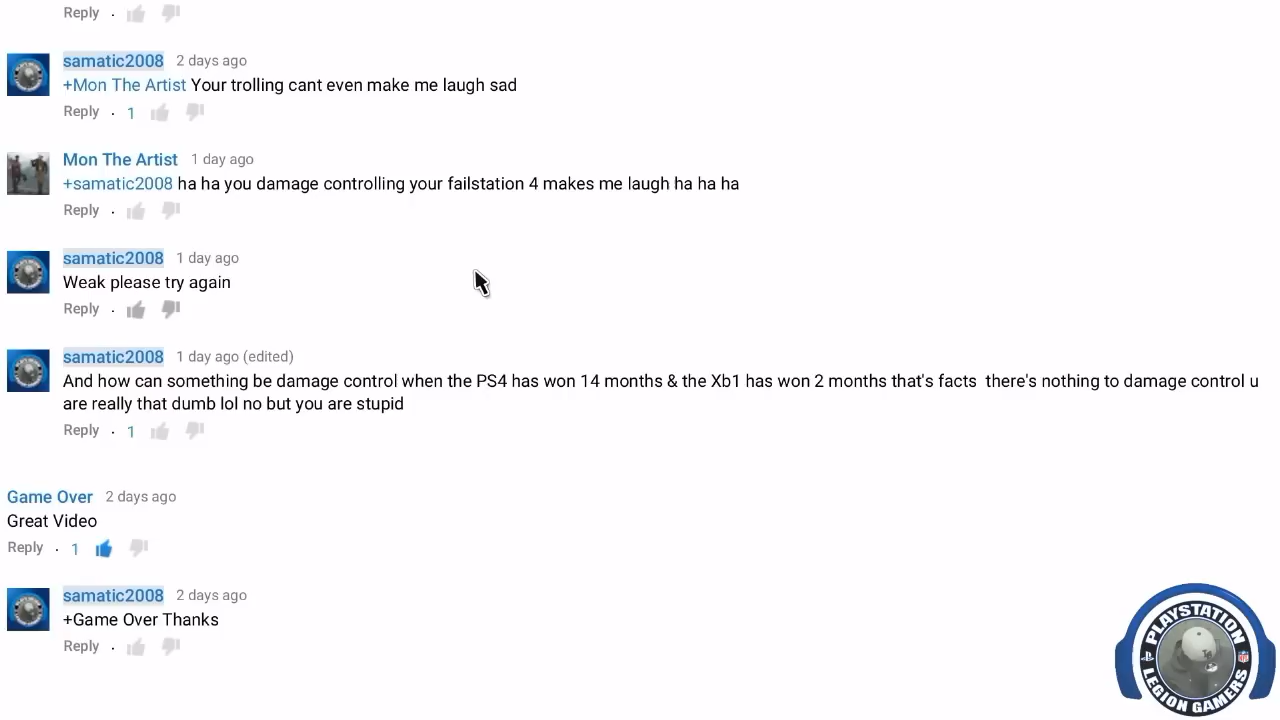 Reply .
samatic2008 2 days ago
+Mon The Artist Your trolling cant even make me laugh sad
Reply . 1
Mon The Artist 1 day ago
+samatic2008 ha ha you damage controlling your failstation 4 makes me laugh ha ha ha
Reply .
samatic2008 1 day ago
Weak please try again
Reply .
samatic2008 1 day ago (edited)
And how can something be damage control when the PS4 has won 14 months & the Xb1 has won 2 months that's facts  there's nothing to damage control u
are really that dumb lol no but you are stupid
Reply . 1
Game Over 2 days ago
Great Video
Reply . 1
samatic2008 2 days ago
+Game Over Thanks
Reply .
PLAYSTATION
LEGION GAMERS